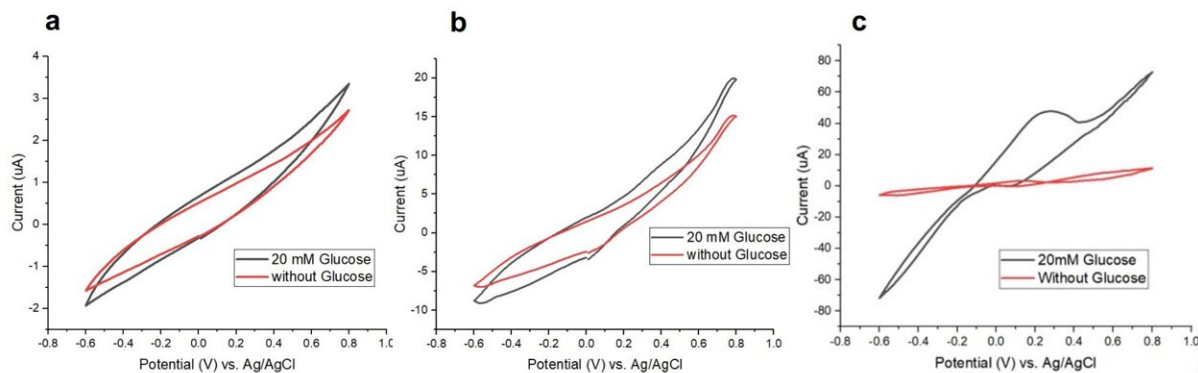 a
4
3
2
1
0
-1
-2
-0.8 -0.6 -0.4 -0.2 0.0 0.2 0.4 0.6 0.8 1.0
Current (uA)
Potential (V) vs. Ag/AgCl
20 mM Glucose
without Glucose
b
20
15
10
5
0
-5
-10
-0.8 -0.6 -0.4 -0.2 0.0 0.2 0.4 0.6 0.8 1.0
Current (uA)
Potential (V) vs. Ag/AgCl
20 mM Glucose
without Glucose
c
80
60
40
20
0
-20
-40
-60
-80
-0.8 -0.6 -0.4 -0.2 0.0 0.2 0.4 0.6 0.8 1.0
Current (uA)
Potential (V) vs. Ag/AgCl
20mM Glucose
Without Glucose